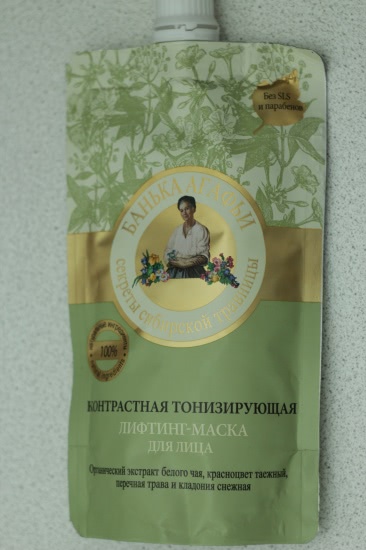 Без SLS
и парабенов
БАНЬКА АГАФЬИ
секреты сибирской травницы
100%
КОНТРАСТНАЯ ТОНИЗИРУЮЩАЯ
ЛИФТИНГ-МАСКА
ДЛЯ ЛИЦА
Органический экстракт белого чая, красноцвет таежный,
перечная трава и кладония снежная